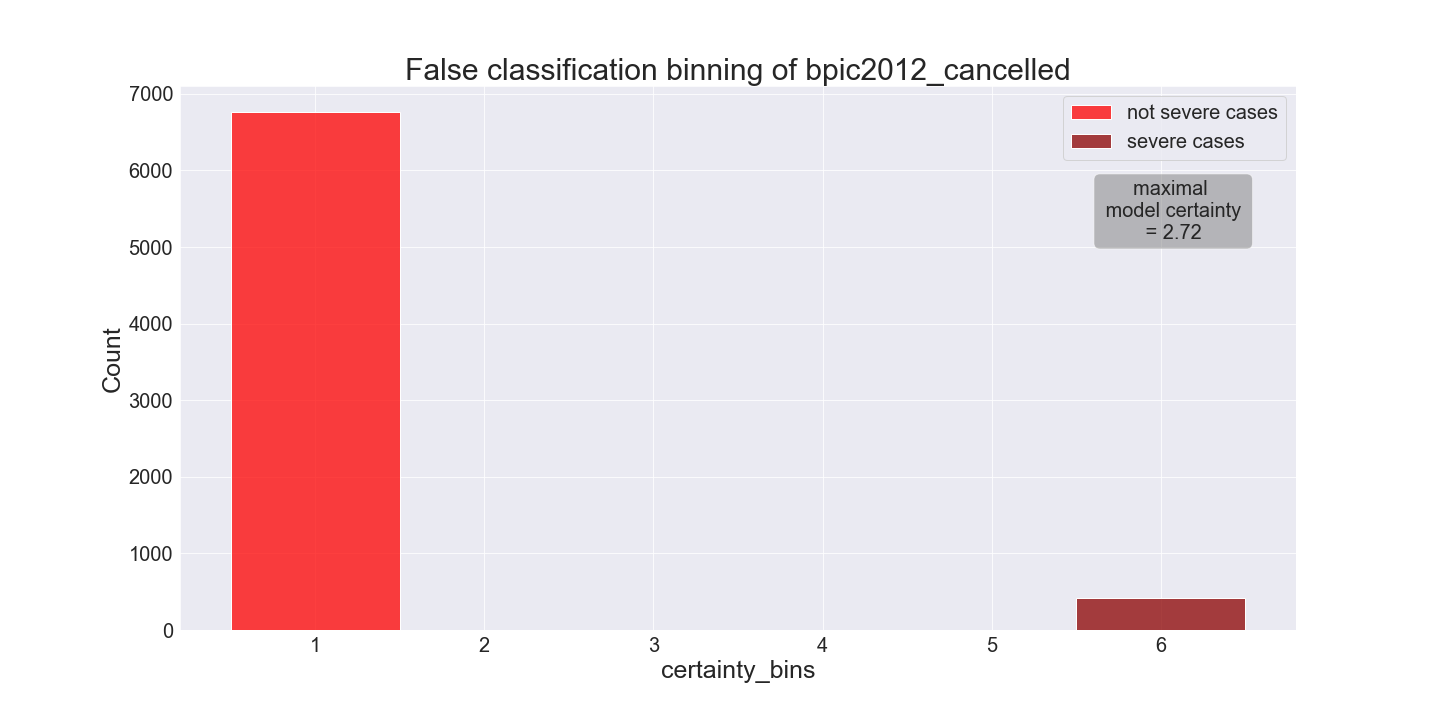 False classification binning of bpic2012_cancelled
7000
6000
5000
4000
3000
2000
1000
0
Count
1 2 3 4 5 6
certainty_bins
not severe cases
severe cases
maximal
model certainty
= 2.72